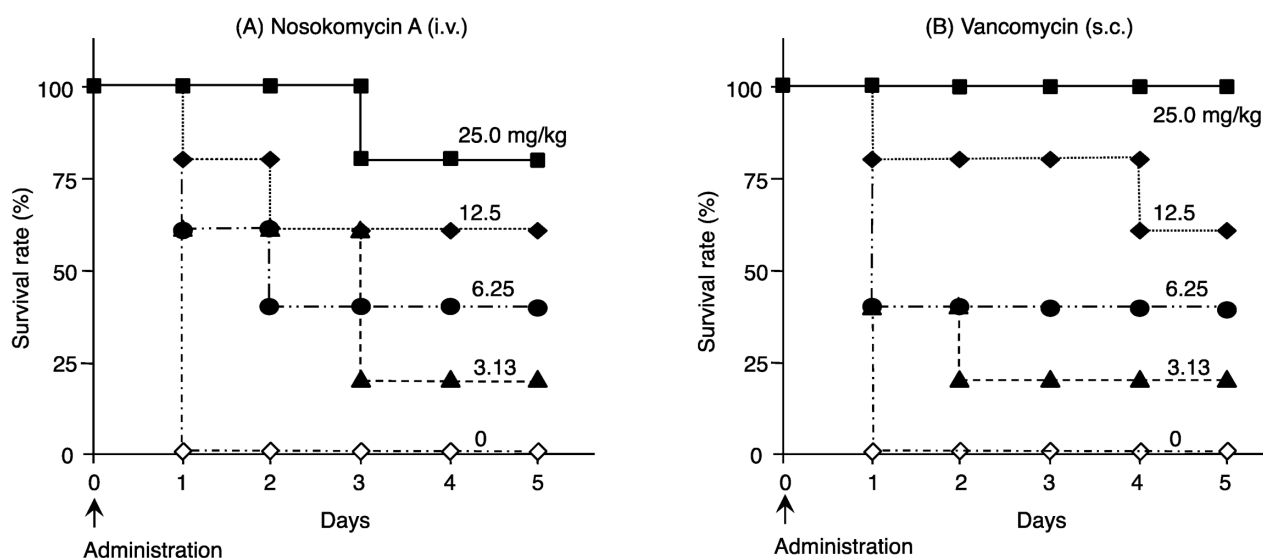 (A) Nosokomycin A (i.v.)
100
75
50
25
0
Survival rate (%)
25.0 mg/kg
12.5
6.25
3.13
0
0 1 2 3 4 5
Days
Administration
(B) Vancomycin (s.c.)
100
75
50
25
0
Survival rate (%)
25.0 mg/kg
12.5
6.25
3.13
0
0 1 2 3 4 5
Days
Administration